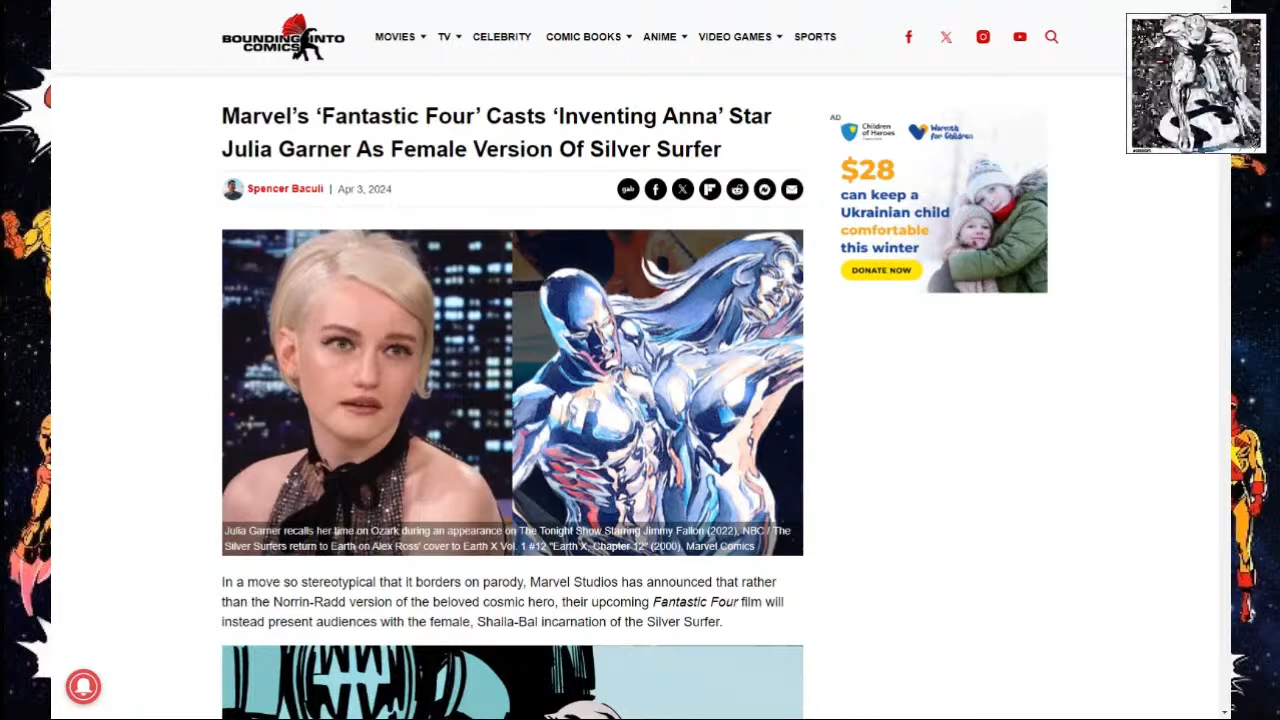 BOUNDING INTO
COMICS
MOVIES TV CELEBRITY COMIC BOOKS ANIME VIDEO GAMES SPORTS
Marvel's 'Fantastic Four' Casts 'Inventing Anna' Star
Julia Garner As Female Version Of Silver Surfer
Spencer Baculi | Apr 3, 2024
gab
Julia Garner recalls her time on Ozark during an appearance on The Tonight Show Starring Jimmy Fallon (2022), NBC / The
Silver Surfers return to Earth on Alex Ross' cover to Earth X Vol. 1 #12 "Earth X, Chapter 12" (2000), Marvel Comics
In a move so stereotypical that it borders on parody, Marvel Studios has announced that rather
than the Norrin-Radd version of the beloved cosmic hero, their upcoming Fantastic Four film will
instead present audiences with the female, Shalla-Bal incarnation of the Silver Surfer.
AD
Children
of Heroes
Warmth
for Children
$28
can keep a
Ukrainian child
comfortable
this winter
DONATE NOW